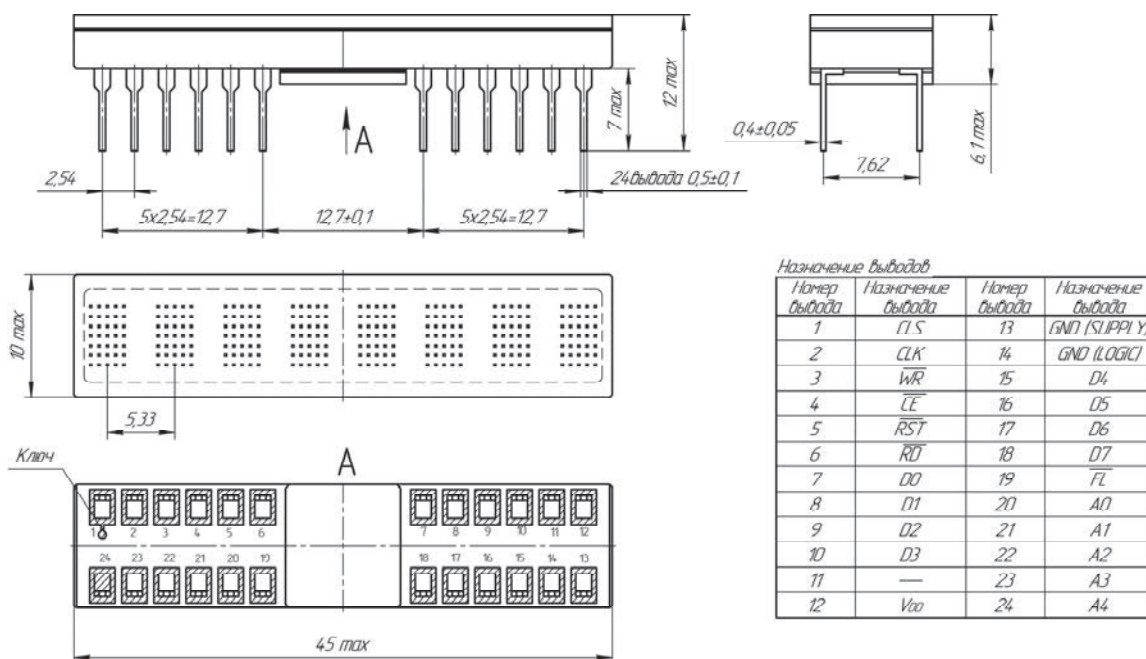 12 max
7 max
А
2,54
24 вывода 0,5±0,1
5x2,54=12,7
12,7±0,1
5x2,54=12,7
0,4±0,05
7,62
6,1 max
10 max
5,33
Ключ
А
1 2 3 4 5 6 7 8 9 10 11 12
24 23 22 21 20 19 18 17 16 15 14 13
45 max
Назначение выводов
Номер вывода Назначение вывода Номер вывода Назначение вывода
1 CLS 13 GND (SUPPLY)
2 CLK 14 GND (LOGIC)
3 W̅R̅ 15 D4
4 C̅E̅ 16 D5
5 R̅S̅T̅ 17 D6
6 R̅D̅ 18 D7
7 D0 19 F̅L̅
8 D1 20 A0
9 D2 21 A1
10 D3 22 A2
11 — 23 A3
12 VDD 24 A4